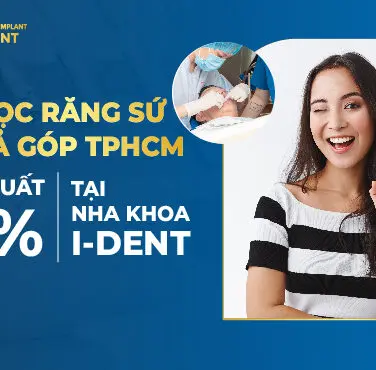 MPLANT
ENT
ỌC RĂNG SỨ
Ả GÓP TPHCM
UẤT
%
TẠI
NHA KHOA
I-DENT